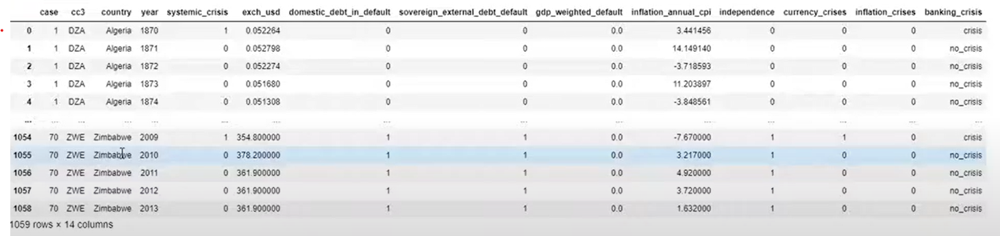 case cc3 country year systemic_crisis exch_usd domestic_debt_in_default sovereign_external_debt_default gdp_weighted_default inflation_annual_cpi independence currency_crises inflation_crises banking_crisis
0 1 DZA Algeria 1870 1 0.052264 0 0 0.0 3.441456 0 0 0 crisis
1 1 DZA Algeria 1871 0 0.052798 0 0 0.0 14.149140 0 0 0 no_crisis
2 1 DZA Algeria 1872 0 0.052274 0 0 0.0 -3.718593 0 0 0 no_crisis
3 1 DZA Algeria 1873 0 0.051680 0 0 0.0 11.203897 0 0 0 no_crisis
4 1 DZA Algeria 1874 0 0.051308 0 0 0.0 -3.848561 0 0 0 no_crisis
... ... ... ... ... ... ... ... ... ... ... ... ... ... ...
1054 70 ZWE Zimbabwe 2009 1 354.800000 1 1 0.0 -7.670000 1 1 0 crisis
1055 70 ZWE Zimbabwe 2010 0 378.200000 1 1 0.0 3.217000 1 0 0 no_crisis
1056 70 ZWE Zimbabwe 2011 0 361.900000 1 1 0.0 4.920000 1 0 0 no_crisis
1057 70 ZWE Zimbabwe 2012 0 361.900000 1 1 0.0 3.720000 1 0 0 no_crisis
1058 70 ZWE Zimbabwe 2013 0 361.900000 1 1 0.0 1.632000 1 0 0 no_crisis
1059 rows × 14 columns